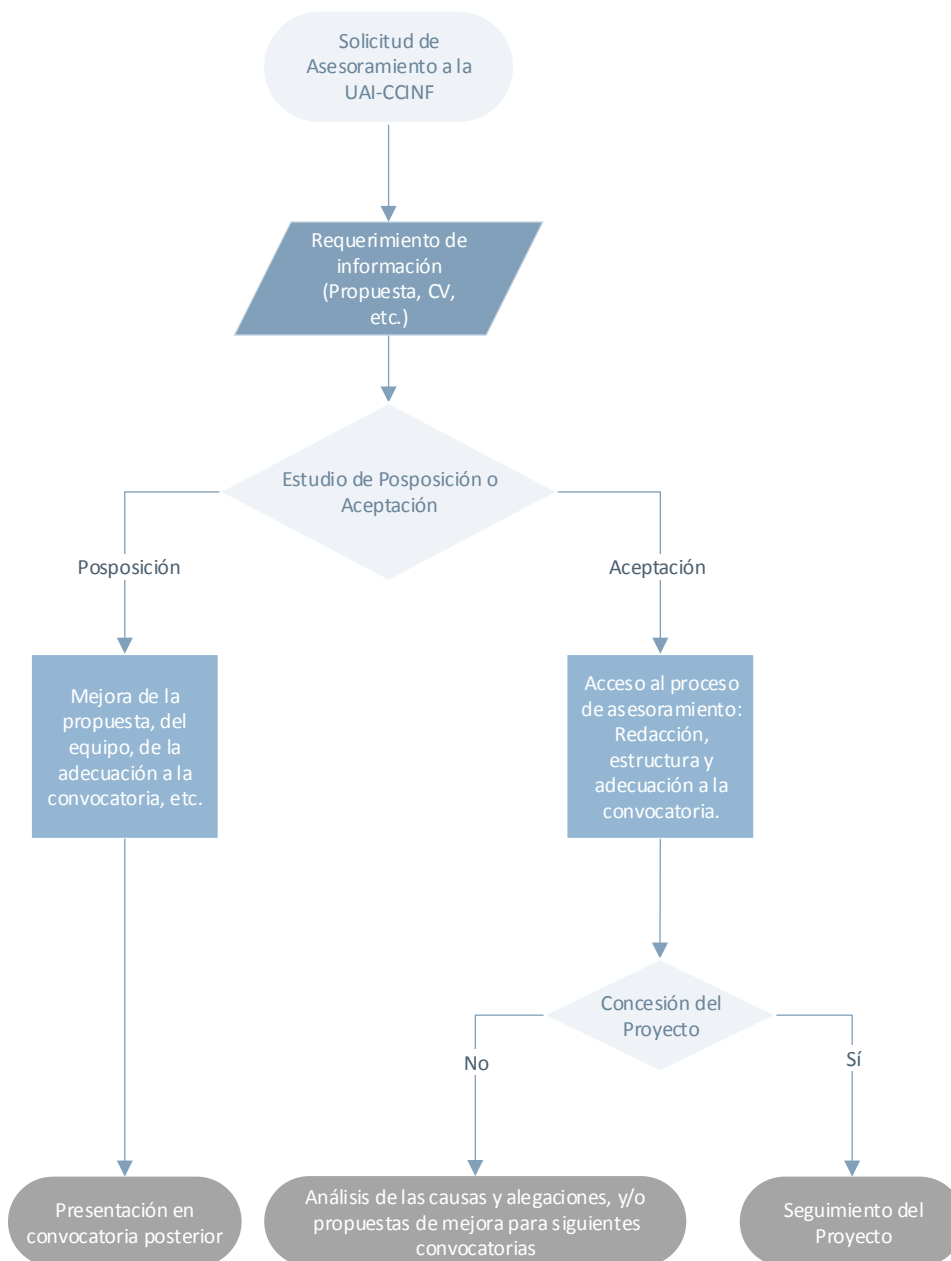 Solicitud de
Asesoramiento a la
UAI-CCINF
Requerimiento de
información
(Propuesta, CV,
etc.)
Estudio de Posposición o
Aceptación
Posposición
Aceptación
Mejora de la
propuesta, del
equipo, de la
adecuación a la
convocatoria, etc.
Acceso al proceso
de asesoramiento:
Redacción,
estructura y
adecuación a la
convocatoria.
Concesión del
Proyecto
No
Sí
Presentación en
convocatoria posterior
Análisis de las causas y alegaciones, y/o
propuestas de mejora para siguientes
convocatorias
Seguimiento del
Proyecto